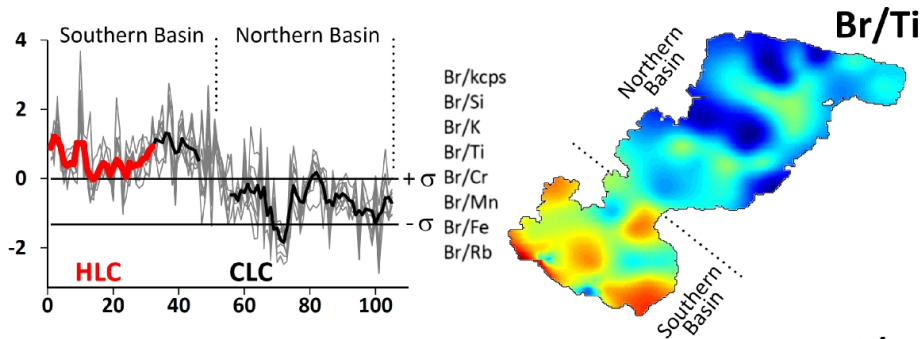 Southern Basin
Northern Basin
4
2
0
-2
+ σ
- σ
HLC
CLC
0
20
40
60
80
100
Br/kcps
Br/Si
Br/K
Br/Ti
Br/Cr
Br/Mn
Br/Fe
Br/Rb
Br/Ti
Northern
Basin
Southern
Basin